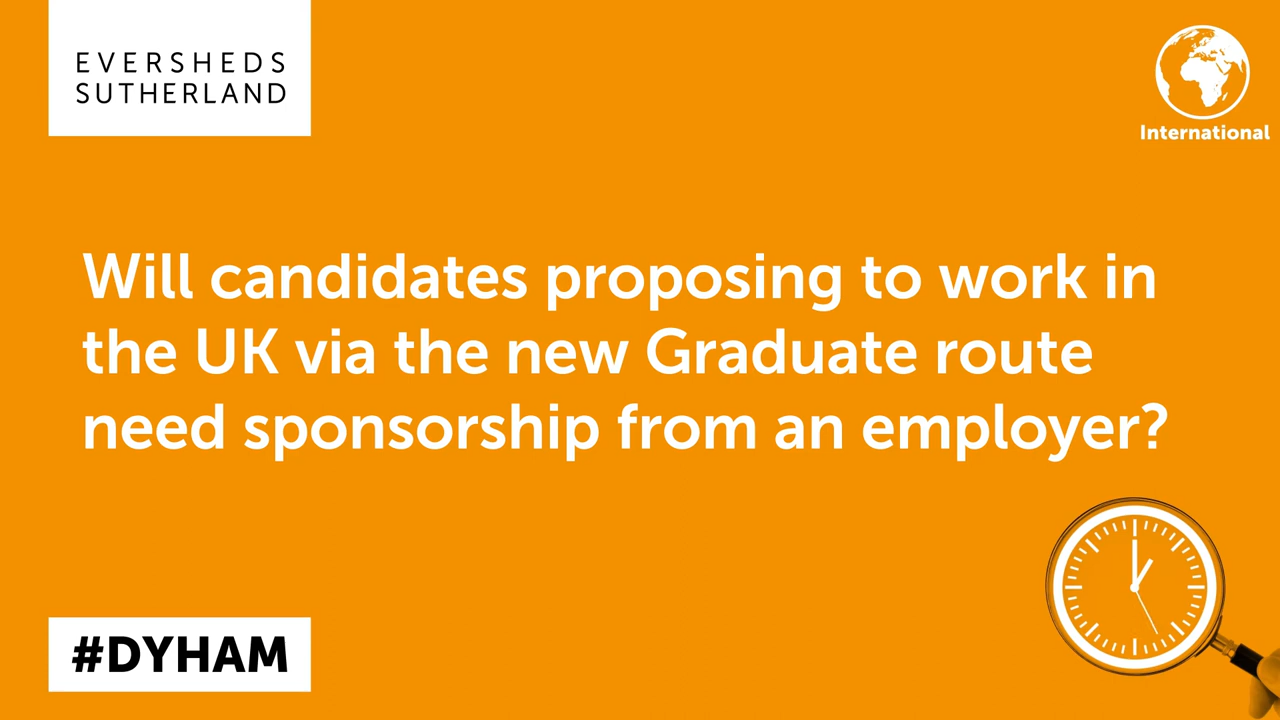 EVERSHEDS
SUTHERLAND
International
Will candidates proposing to work in
the UK via the new Graduate route
need sponsorship from an employer?
#DYHAM